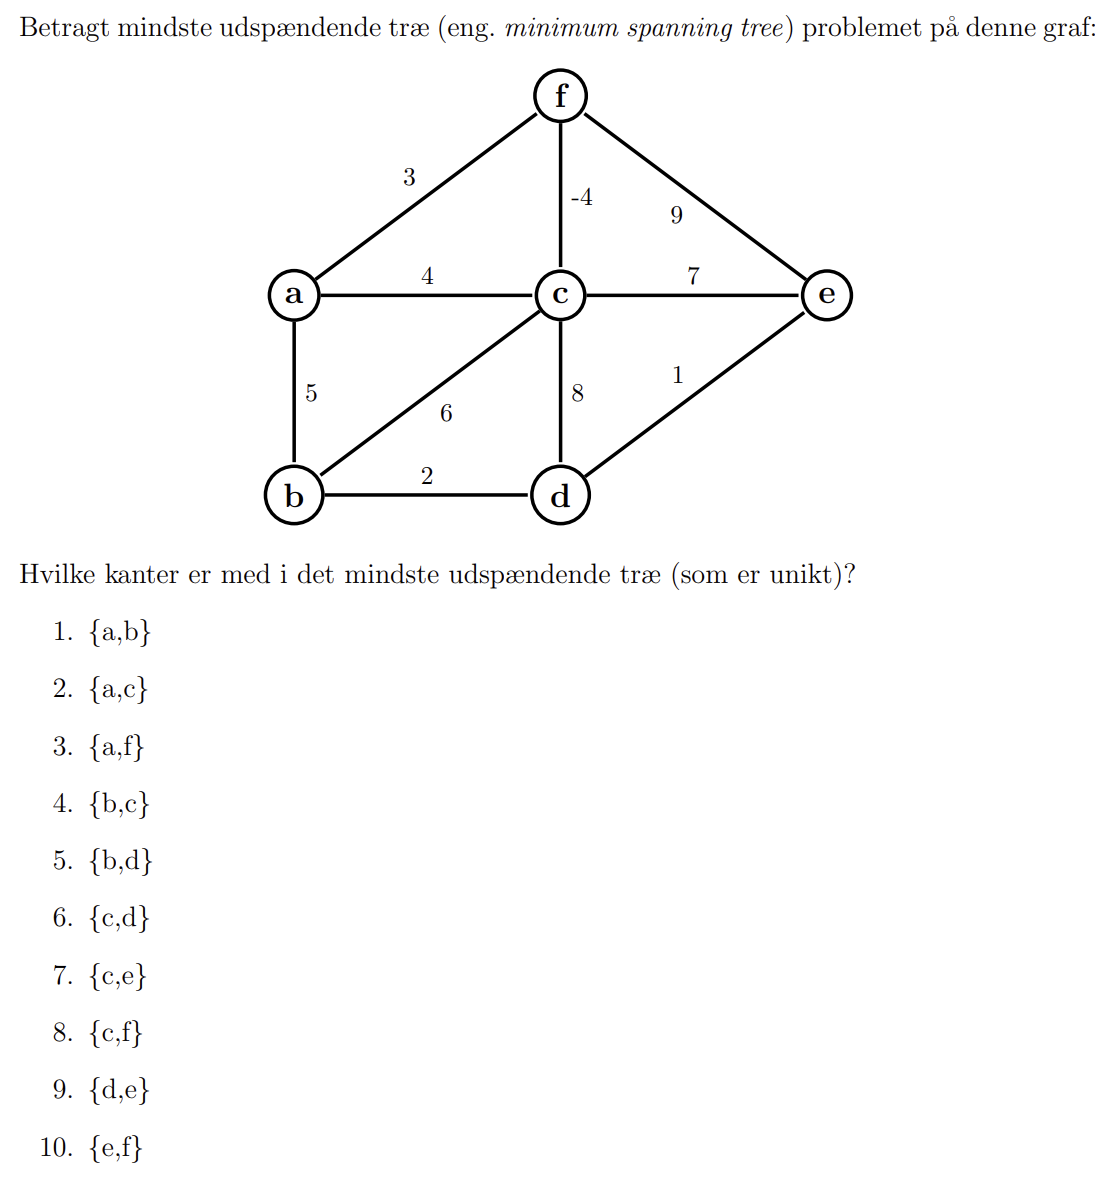 Betragt mindste udspændende træ (eng. minimum spanning tree) problemet på denne graf:
f
3
-4
9
4
7
a
c
e
5
6
8
1
2
b
d
Hvilke kanter er med i det mindste udspændende træ (som er unikt)?
1. {a,b}
2. {a,c}
3. {a,f}
4. {b,c}
5. {b,d}
6. {c,d}
7. {c,e}
8. {c,f}
9. {d,e}
10. {e,f}